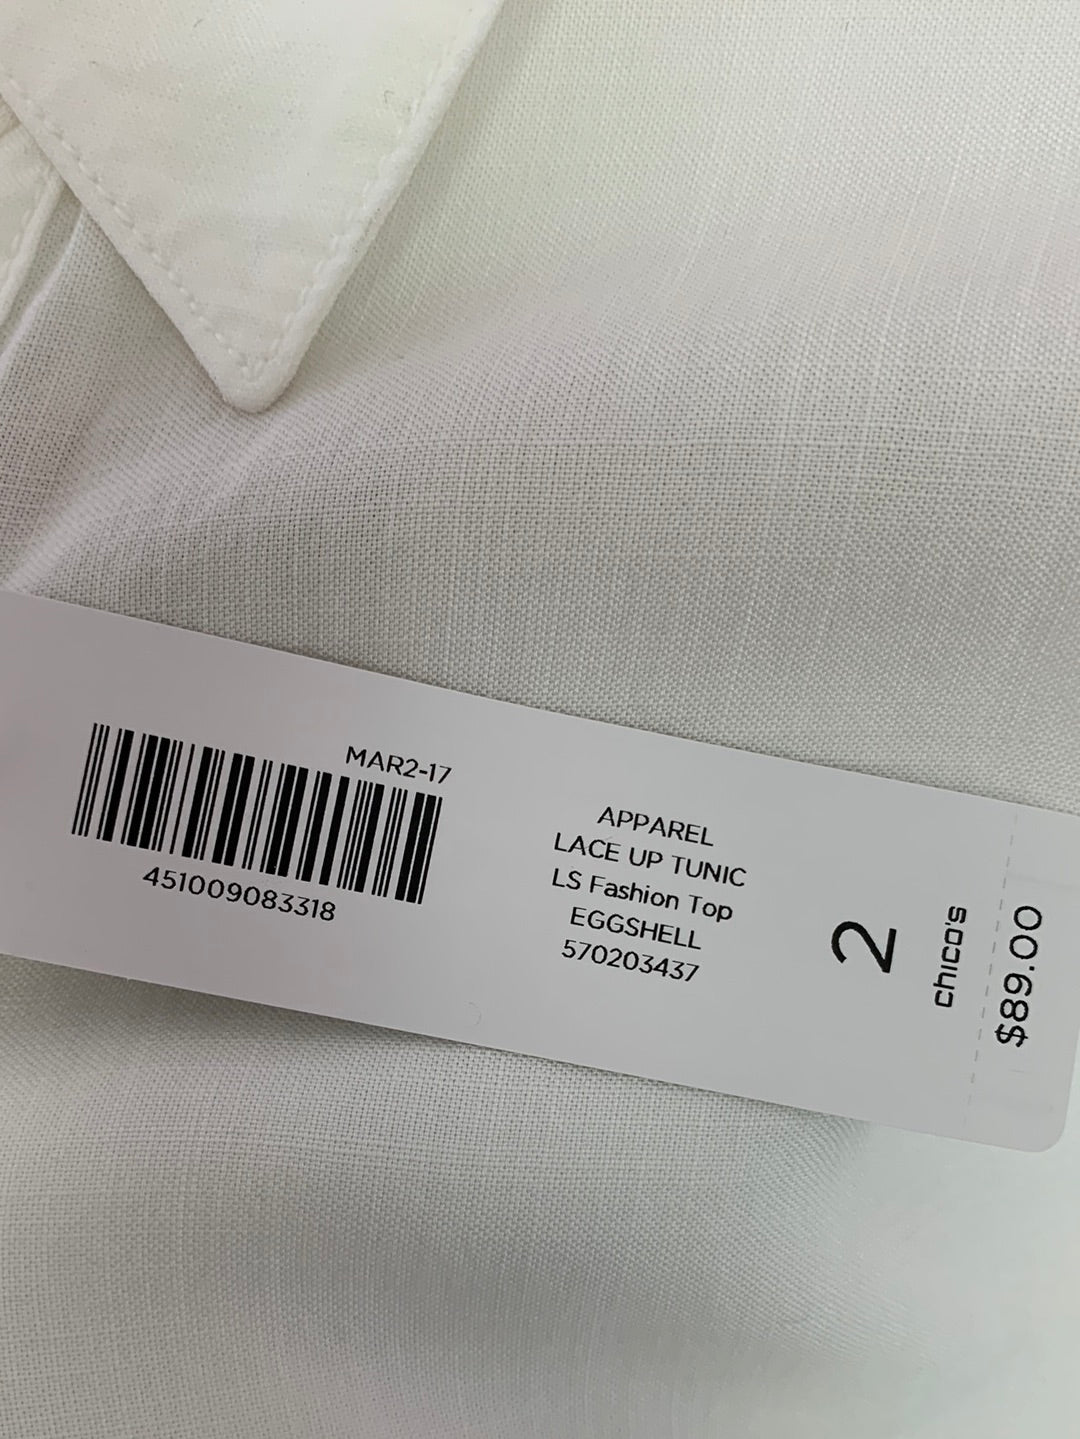 MAR2-17
451009083318
APPAREL
LACE UP TUNIC
LS Fashion Top
EGGSHELL
570203437
2
chico's
$89.00